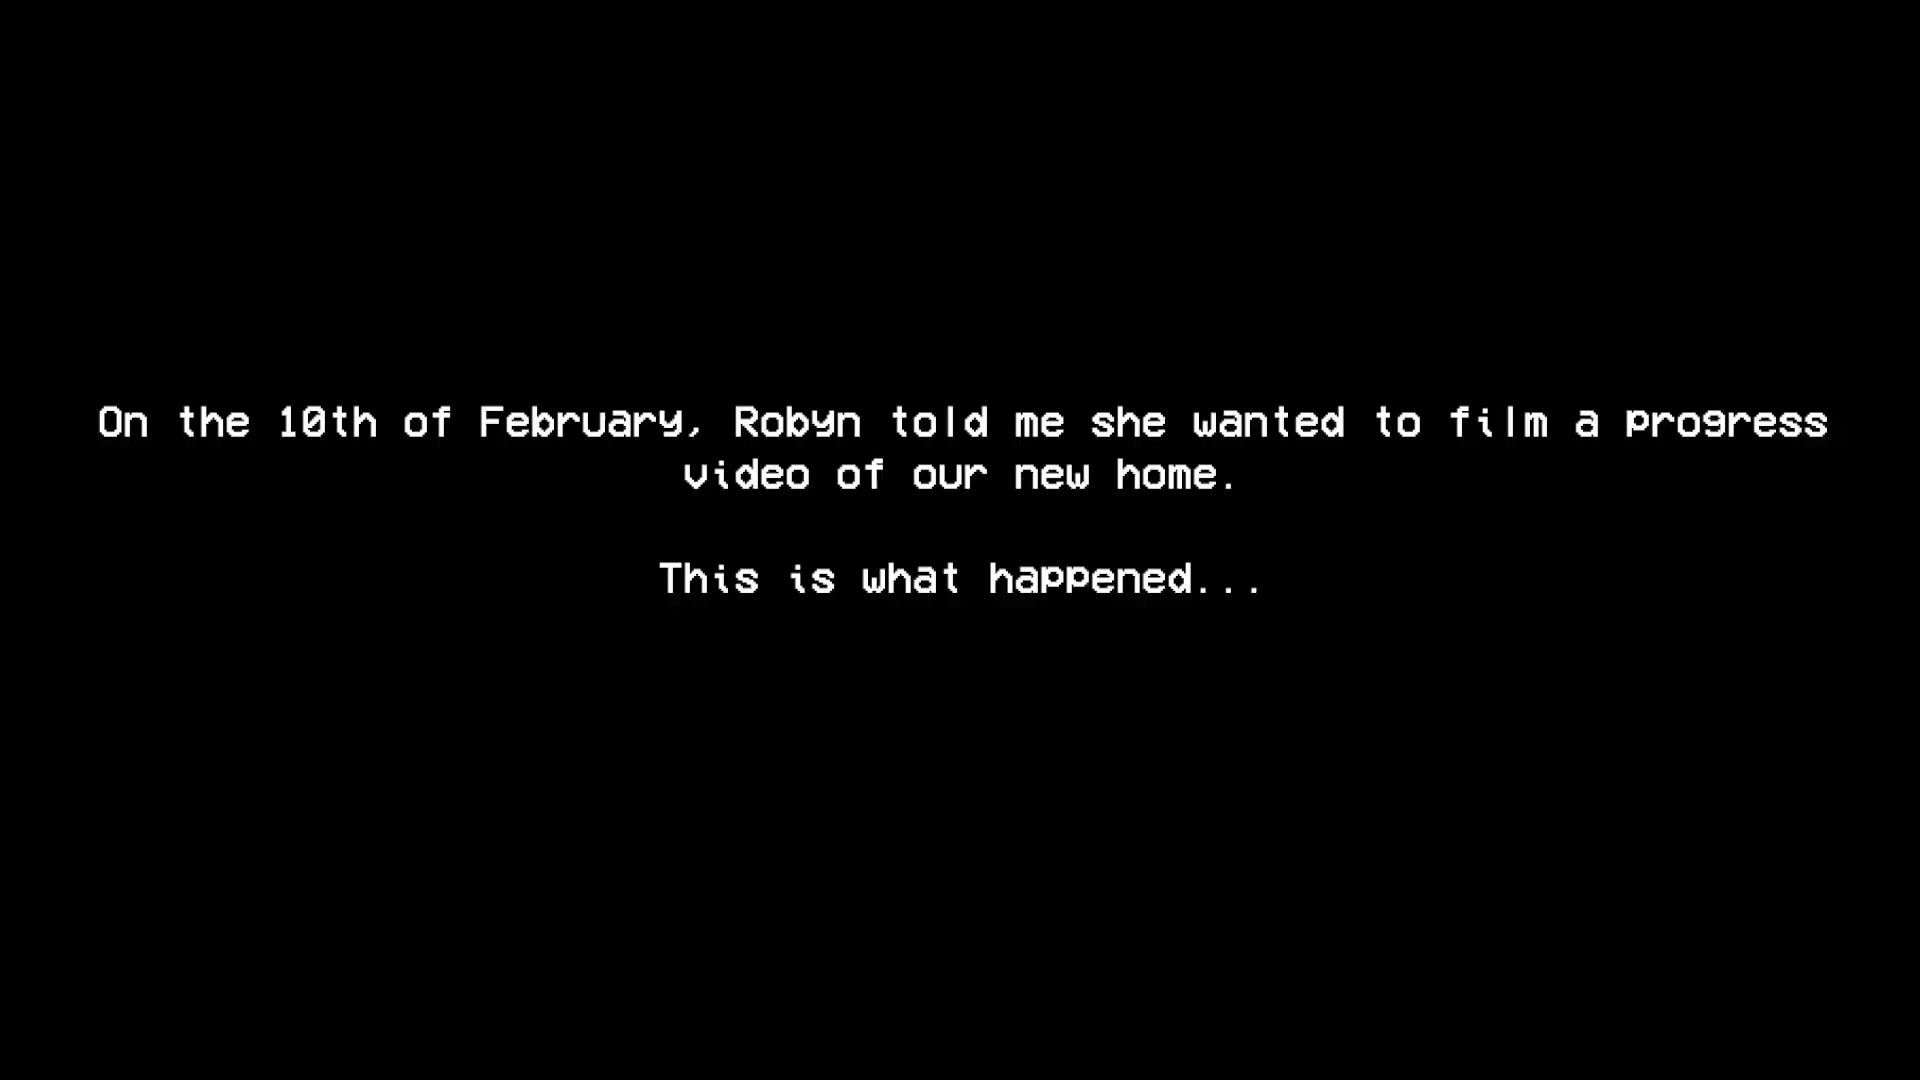 On the 10th of February, Robyn told me she wanted to film a progress
video of our new home.
This is what happened...